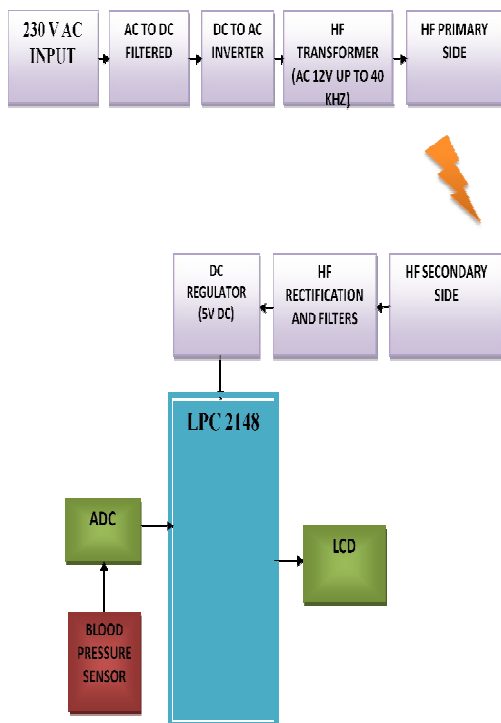 230 V AC
INPUT
AC TO DC
FILTERED
DC TO AC
INVERTER
HF
TRANSFORMER
(AC 12V UP TO 40
KHZ)
HF PRIMARY
SIDE
DC
REGULATOR
(5V DC)
HF
RECTIFICATION
AND FILTERS
HF SECONDARY
SIDE
LPC 2148
ADC
LCD
BLOOD
PRESSURE
SENSOR